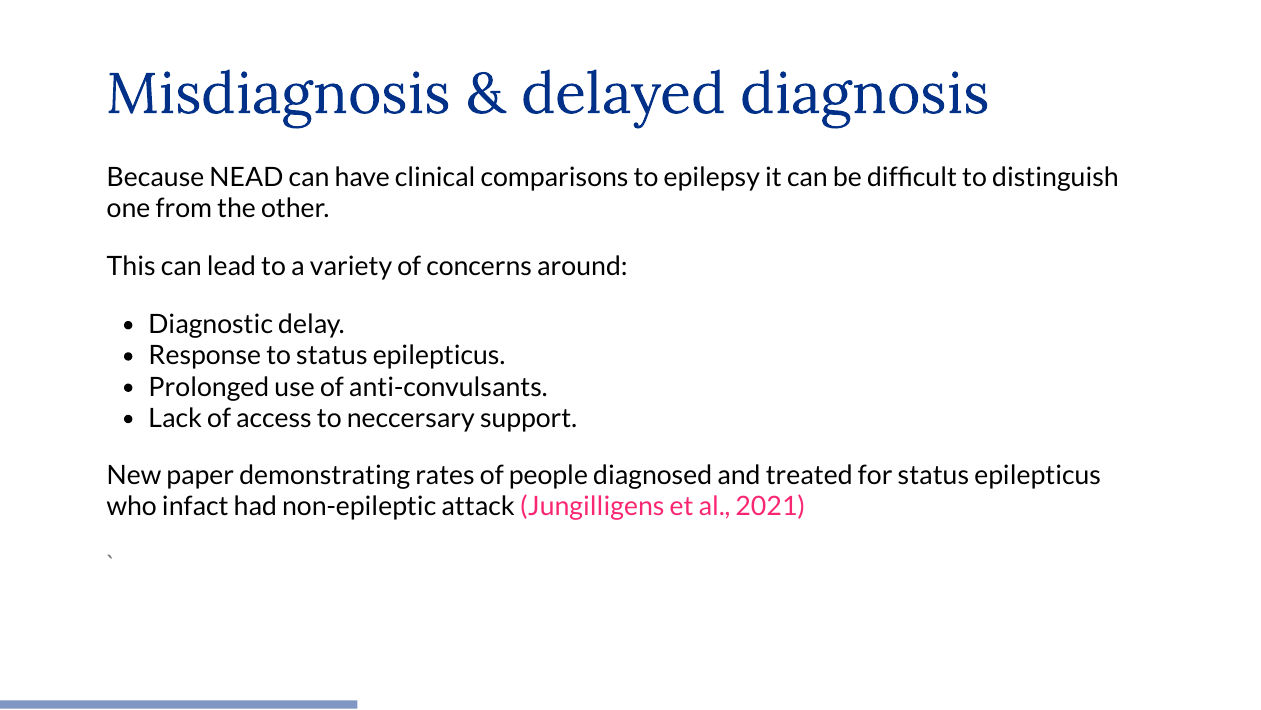 Misdiagnosis & delayed diagnosis
Because NEAD can have clinical comparisons to epilepsy it can be difficult to distinguish
one from the other.
This can lead to a variety of concerns around:
• Diagnostic delay.
• Response to status epilepticus.
• Prolonged use of anti-convulsants.
• Lack of access to neccersary support.
New paper demonstrating rates of people diagnosed and treated for status epilepticus
who infact had non-epileptic attack (Jungilligens et al., 2021)
`